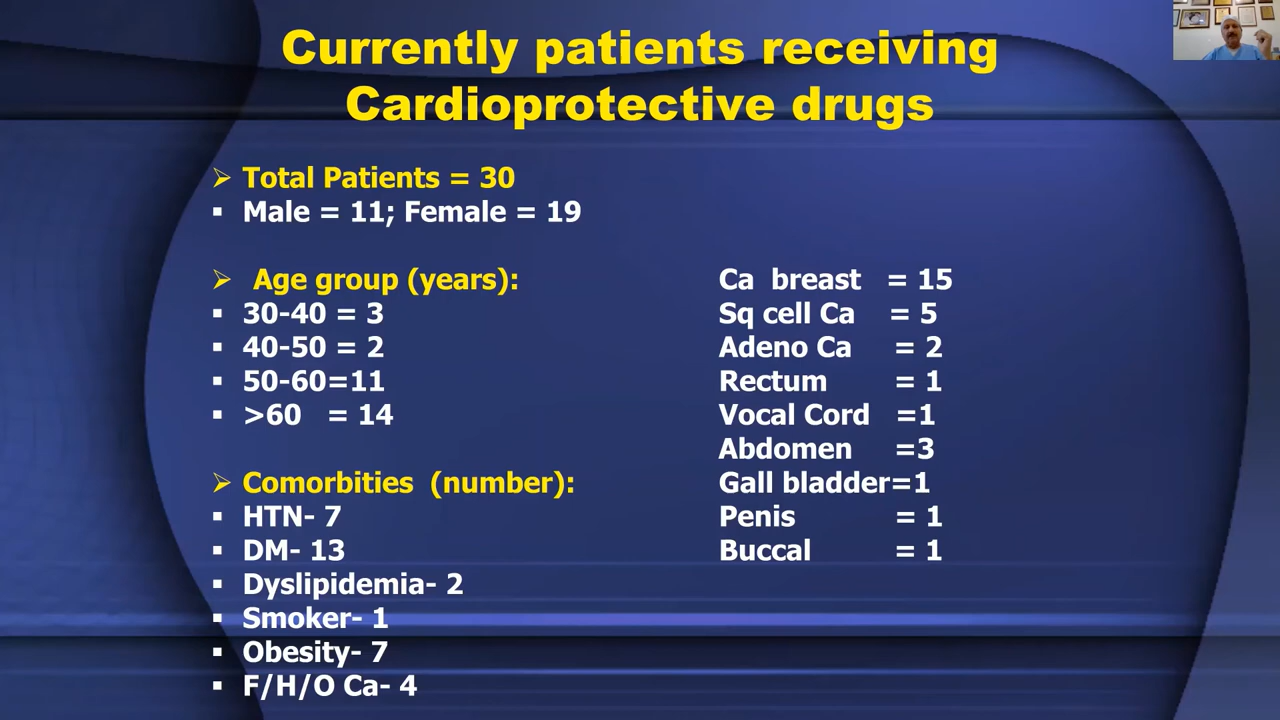 Currently patients receiving
Cardioprotective drugs
Total Patients = 30
Male = 11; Female = 19
Age group (years):
30-40 = 3
40-50 = 2
50-60=11
>60 = 14
Comorbities (number):
HTN- 7
DM- 13
Dyslipidemia- 2
Smoker- 1
Obesity- 7
F/H/O Ca- 4
Ca breast = 15
Sq cell Ca = 5
Adeno Ca = 2
Rectum = 1
Vocal Cord =1
Abdomen =3
Gall bladder=1
Penis = 1
Buccal = 1